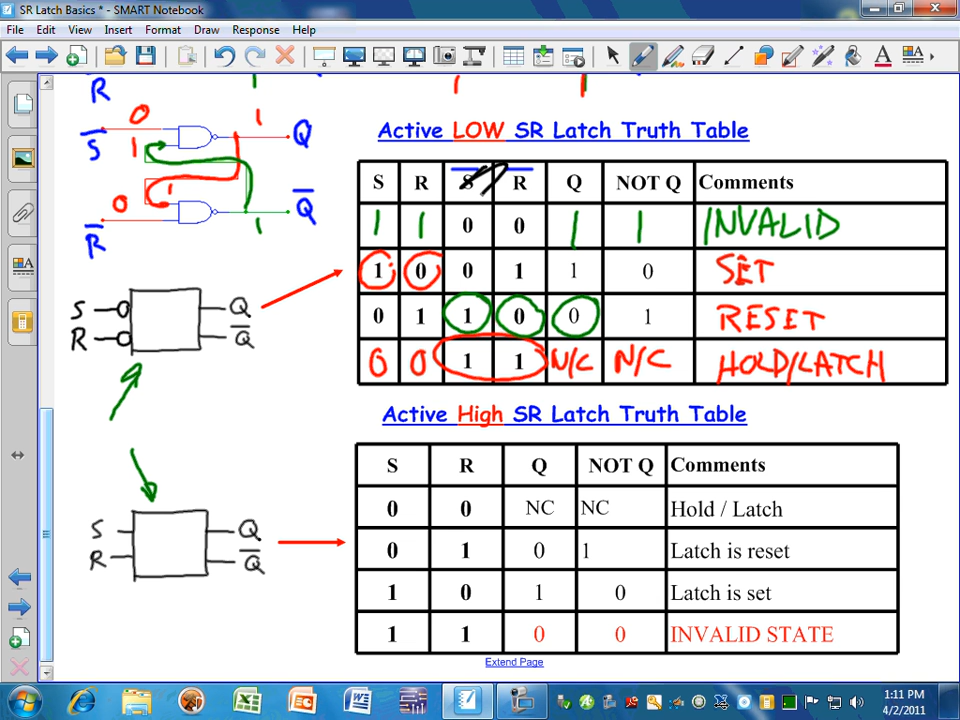 SR Latch Basics * - SMART Notebook
File Edit View Insert Format Draw Response Help
R
0 1 Q
S 1
0 1
R 1 Q
Active LOW SR Latch Truth Table
S R S R Q NOT Q Comments
1 1 0 0 1 1 INVALID
1 0 0 1 1 0 SET
0 1 1 0 0 1 RESET
0 0 1 1 N/C N/C HOLD/LATCH
S Q
R Q
Active High SR Latch Truth Table
S R Q NOT Q Comments
0 0 NC NC Hold / Latch
0 1 0 1 Latch is reset
1 0 1 0 Latch is set
1 1 0 0 INVALID STATE
S Q
R Q
Extend Page
1:11 PM
4/2/2011